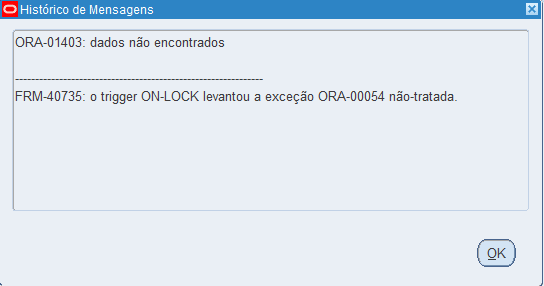 Histórico de Mensagens
ORA-01403: dados não encontrados
--------------------------------------------------------------
FRM-40735: o trigger ON-LOCK levantou a exceção ORA-00054 não-tratada.
OK